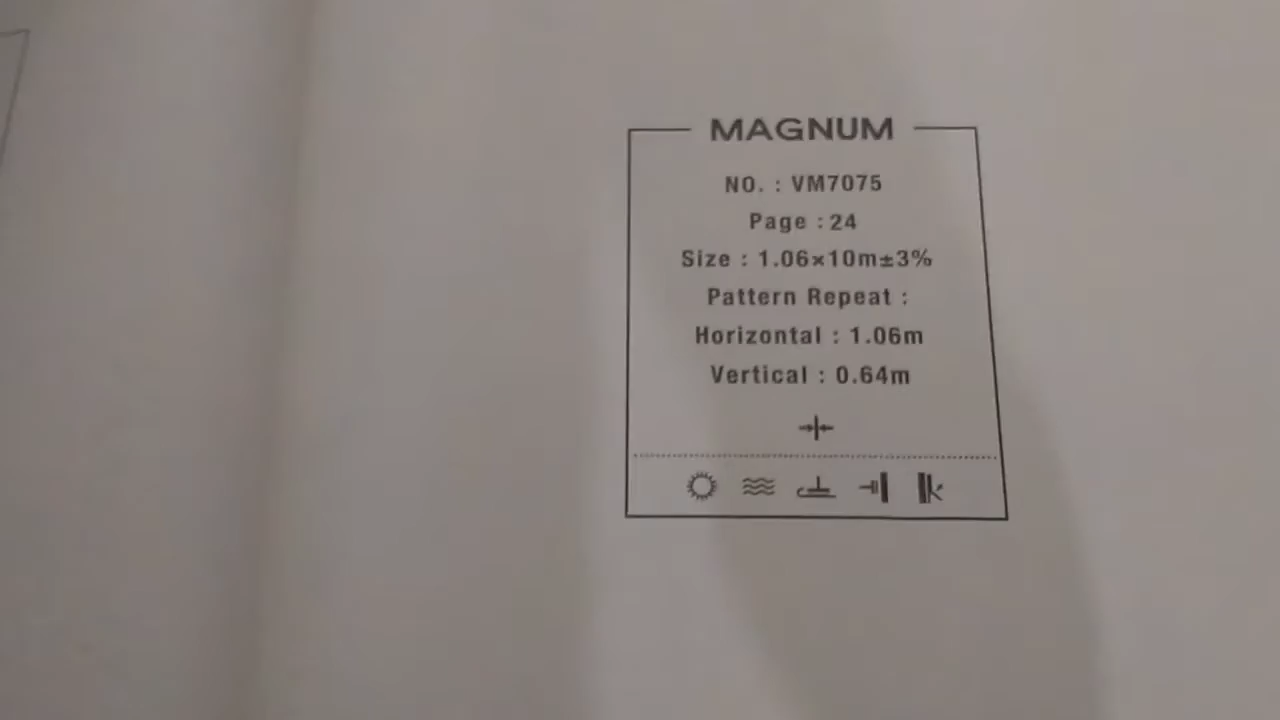 MAGNUM
NO. : VM7075
Page : 24
Size : 1.06×10m±3%
Pattern Repeat :
Horizontal : 1.06m
Vertical : 0.64m